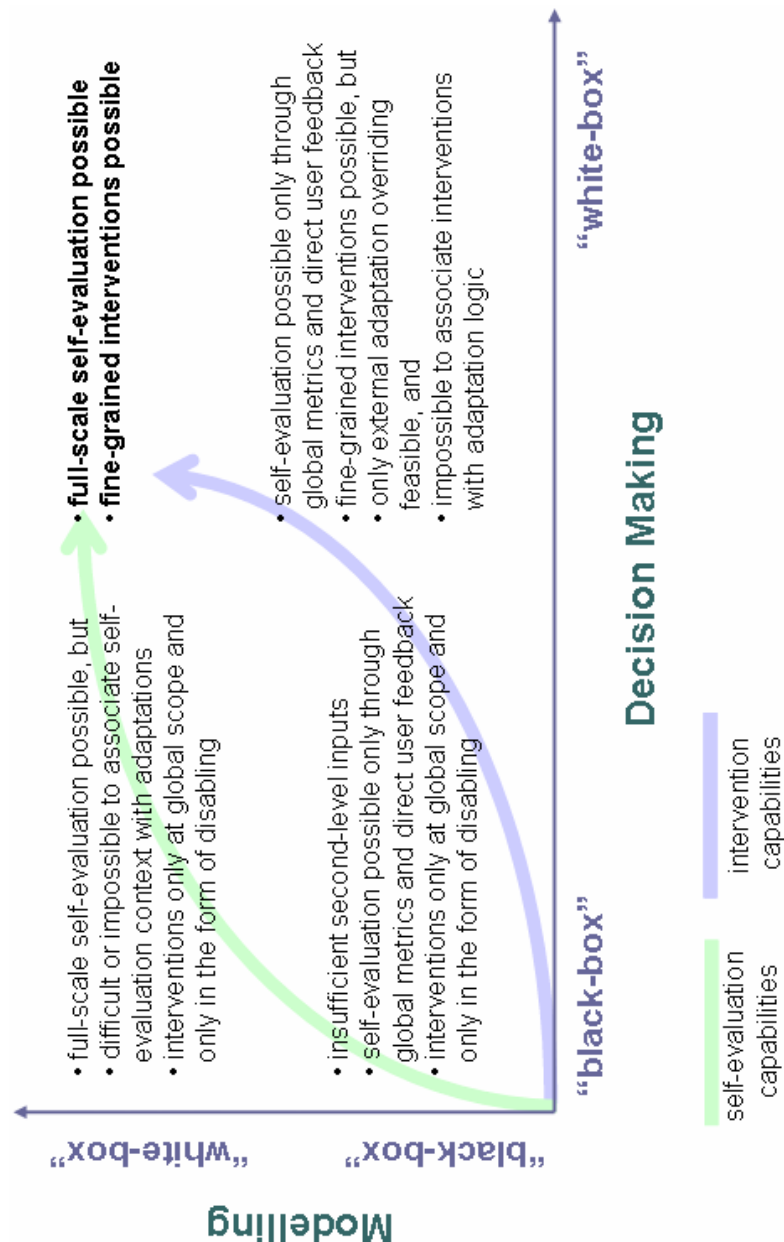 Modelling
“white-box”
“black-box”
• full-scale self-evaluation possible, but
• difficult or impossible to associate self-
evaluation context with adaptations
• interventions only at global scope and
only in the form of disabling
• full-scale self-evaluation possible
• fine-grained interventions possible
• insufficient second-level inputs
• self-evaluation possible only through
global metrics and direct user feedback
• interventions only at global scope and
only in the form of disabling
• self-evaluation possible only through
global metrics and direct user feedback
• fine-grained interventions possible, but
• only external adaptation overriding
feasible, and
• impossible to associate interventions
with adaptation logic
“black-box”
“white-box”
Decision Making
self-evaluation
capabilities
intervention
capabilities